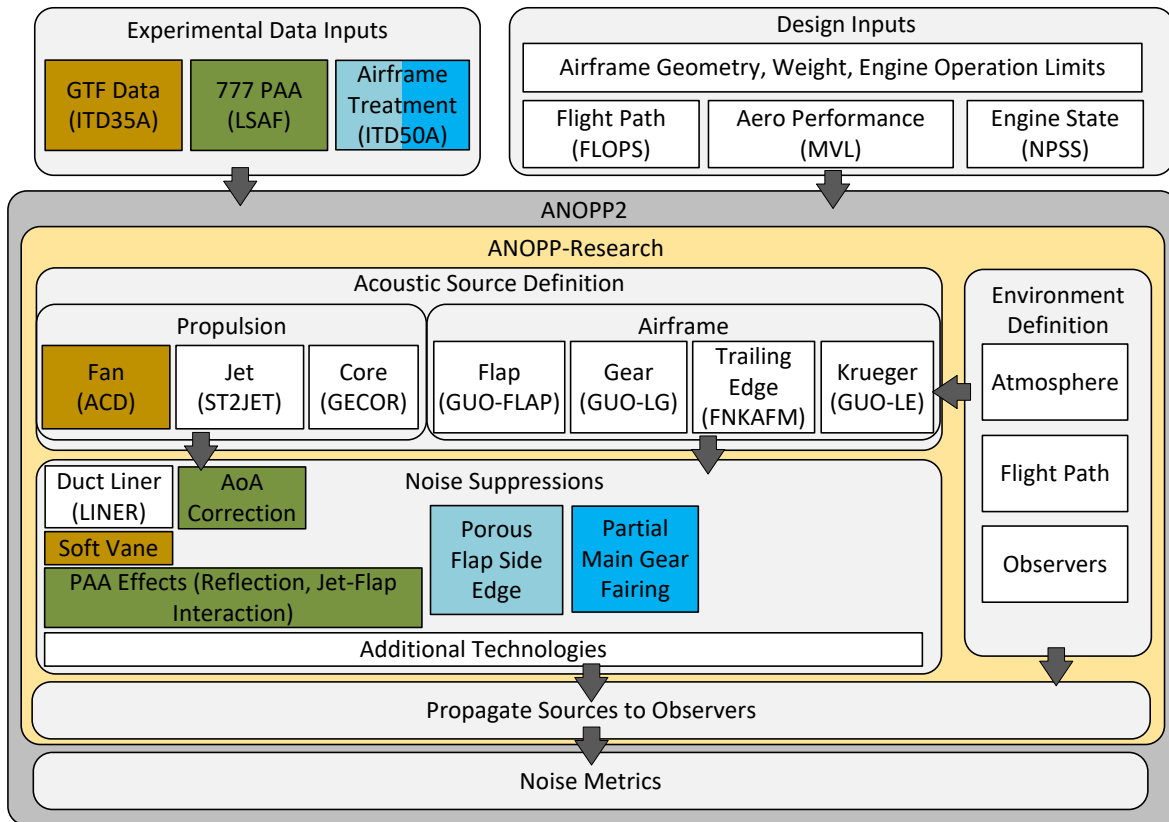 Experimental Data Inputs
GTF Data
(ITD35A)
777 PAA
(LSAF)
Airframe
Treatment
(ITD50A)
Design Inputs
Airframe Geometry, Weight, Engine Operation Limits
Flight Path
(FLOPS)
Aero Performance
(MVL)
Engine State
(NPSS)
ANOPP2
ANOPP-Research
Acoustic Source Definition
Propulsion
Fan
(ACD)
Jet
(ST2JET)
Core
(GECOR)
Airframe
Flap
(GUO-FLAP)
Gear
(GUO-LG)
Trailing
Edge
(FNKAFM)
Krueger
(GUO-LE)
Environment
Definition
Atmosphere
Flight Path
Observers
Noise Suppressions
Duct Liner
(LINER)
AoA
Correction
Soft Vane
PAA Effects (Reflection, Jet-Flap
Interaction)
Porous
Flap Side
Edge
Partial
Main Gear
Fairing
Additional Technologies
Propagate Sources to Observers
Noise Metrics